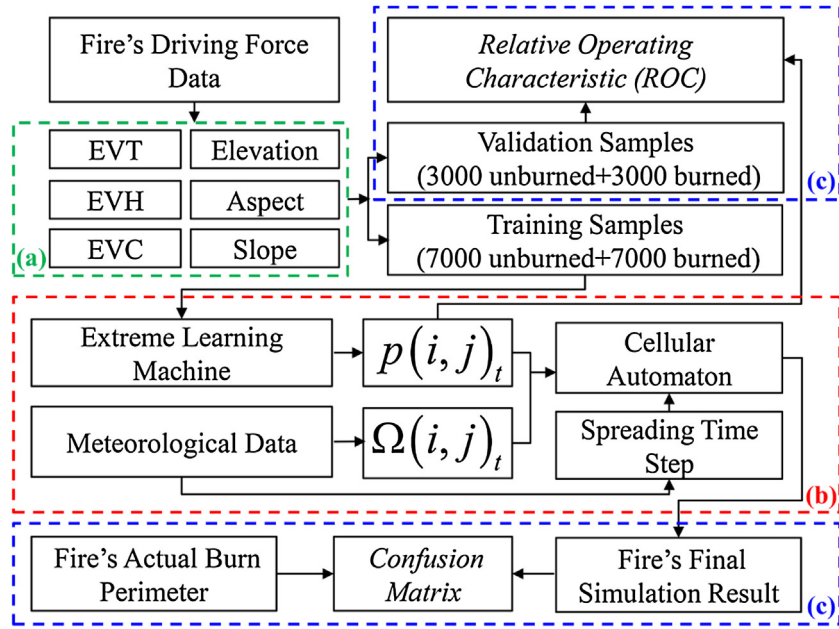 Fire's Driving Force
Data
Relative Operating
Characteristic (ROC)
EVT
Elevation
EVH
Aspect
EVC
Slope
(a)
Validation Samples
(3000 unburned+3000 burned)
(c)
Training Samples
(7000 unburned+7000 burned)
Extreme Learning
Machine
p(i, j)t
Cellular
Automaton
Meteorological Data
Ω(i, j)t
Spreading Time
Step
(b)
Fire's Actual Burn
Perimeter
Confusion
Matrix
Fire's Final
Simulation Result
(c)